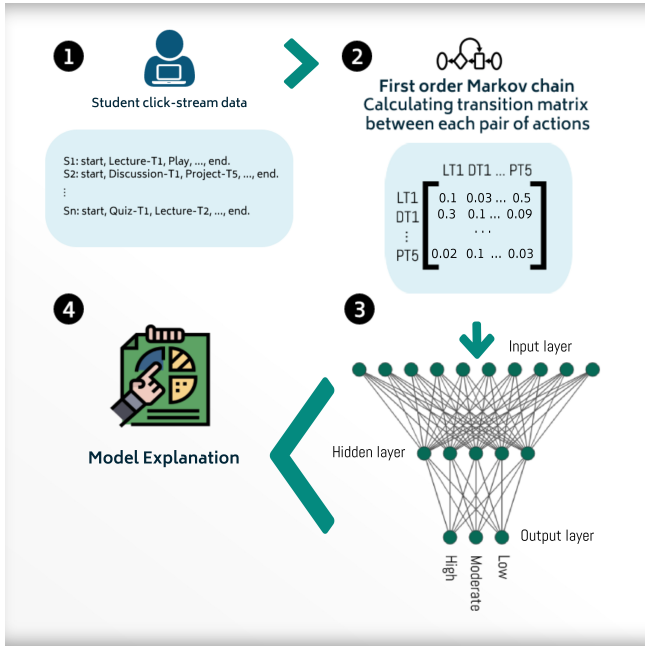 1
Student click-stream data
S1: start, Lecture-T1, Play, ..., end.
S2: start, Discussion-T1, Project-T5, ..., end.
⋮
Sn: start, Quiz-T1, Lecture-T2, ..., end.
2
First order Markov chain
Calculating transition matrix
between each pair of actions
LT1 DT1 ... PT5
LT1 0.1 0.03 ... 0.5
DT1 0.3 0.1 ... 0.09
⋮ ...
PT5 0.02 0.1 ... 0.03
4
Model Explanation
3
Input layer
Hidden layer
Output layer
High
Moderate
Low